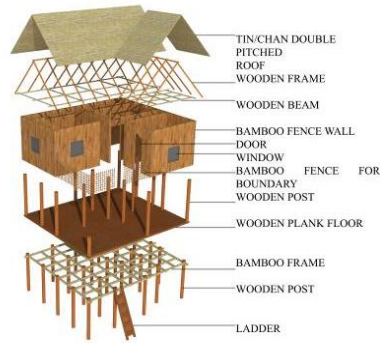 TIN/CHAN DOUBLE
PITCHED
ROOF
WOODEN FRAME
WOODEN BEAM
BAMBOO FENCE WALL
DOOR
WINDOW
BAMBOO FENCE FOR
BOUNDARY
WOODEN POST
WOODEN PLANK FLOOR
BAMBOO FRAME
WOODEN POST
LADDER